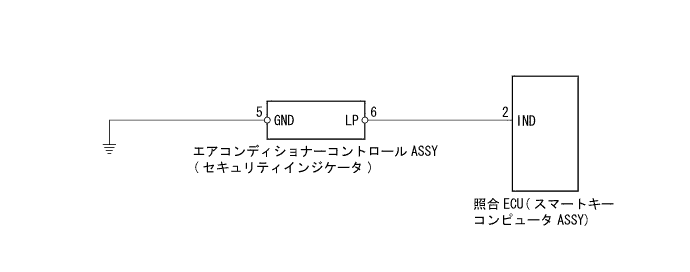 5 GND LP 6 2 IND
エアコンディショナーコントロール ASSY
( セキュリティインジケータ )
照合 ECU( スマートキー
コンピュータ ASSY)